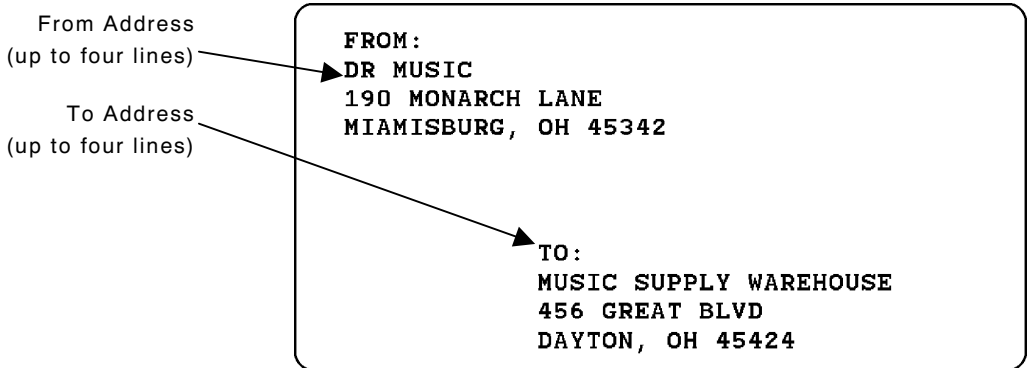 From Address
(up to four lines)
To Address
(up to four lines)
FROM:
DR MUSIC
190 MONARCH LANE
MIAMISBURG, OH 45342
TO:
MUSIC SUPPLY WAREHOUSE
456 GREAT BLVD
DAYTON, OH 45424